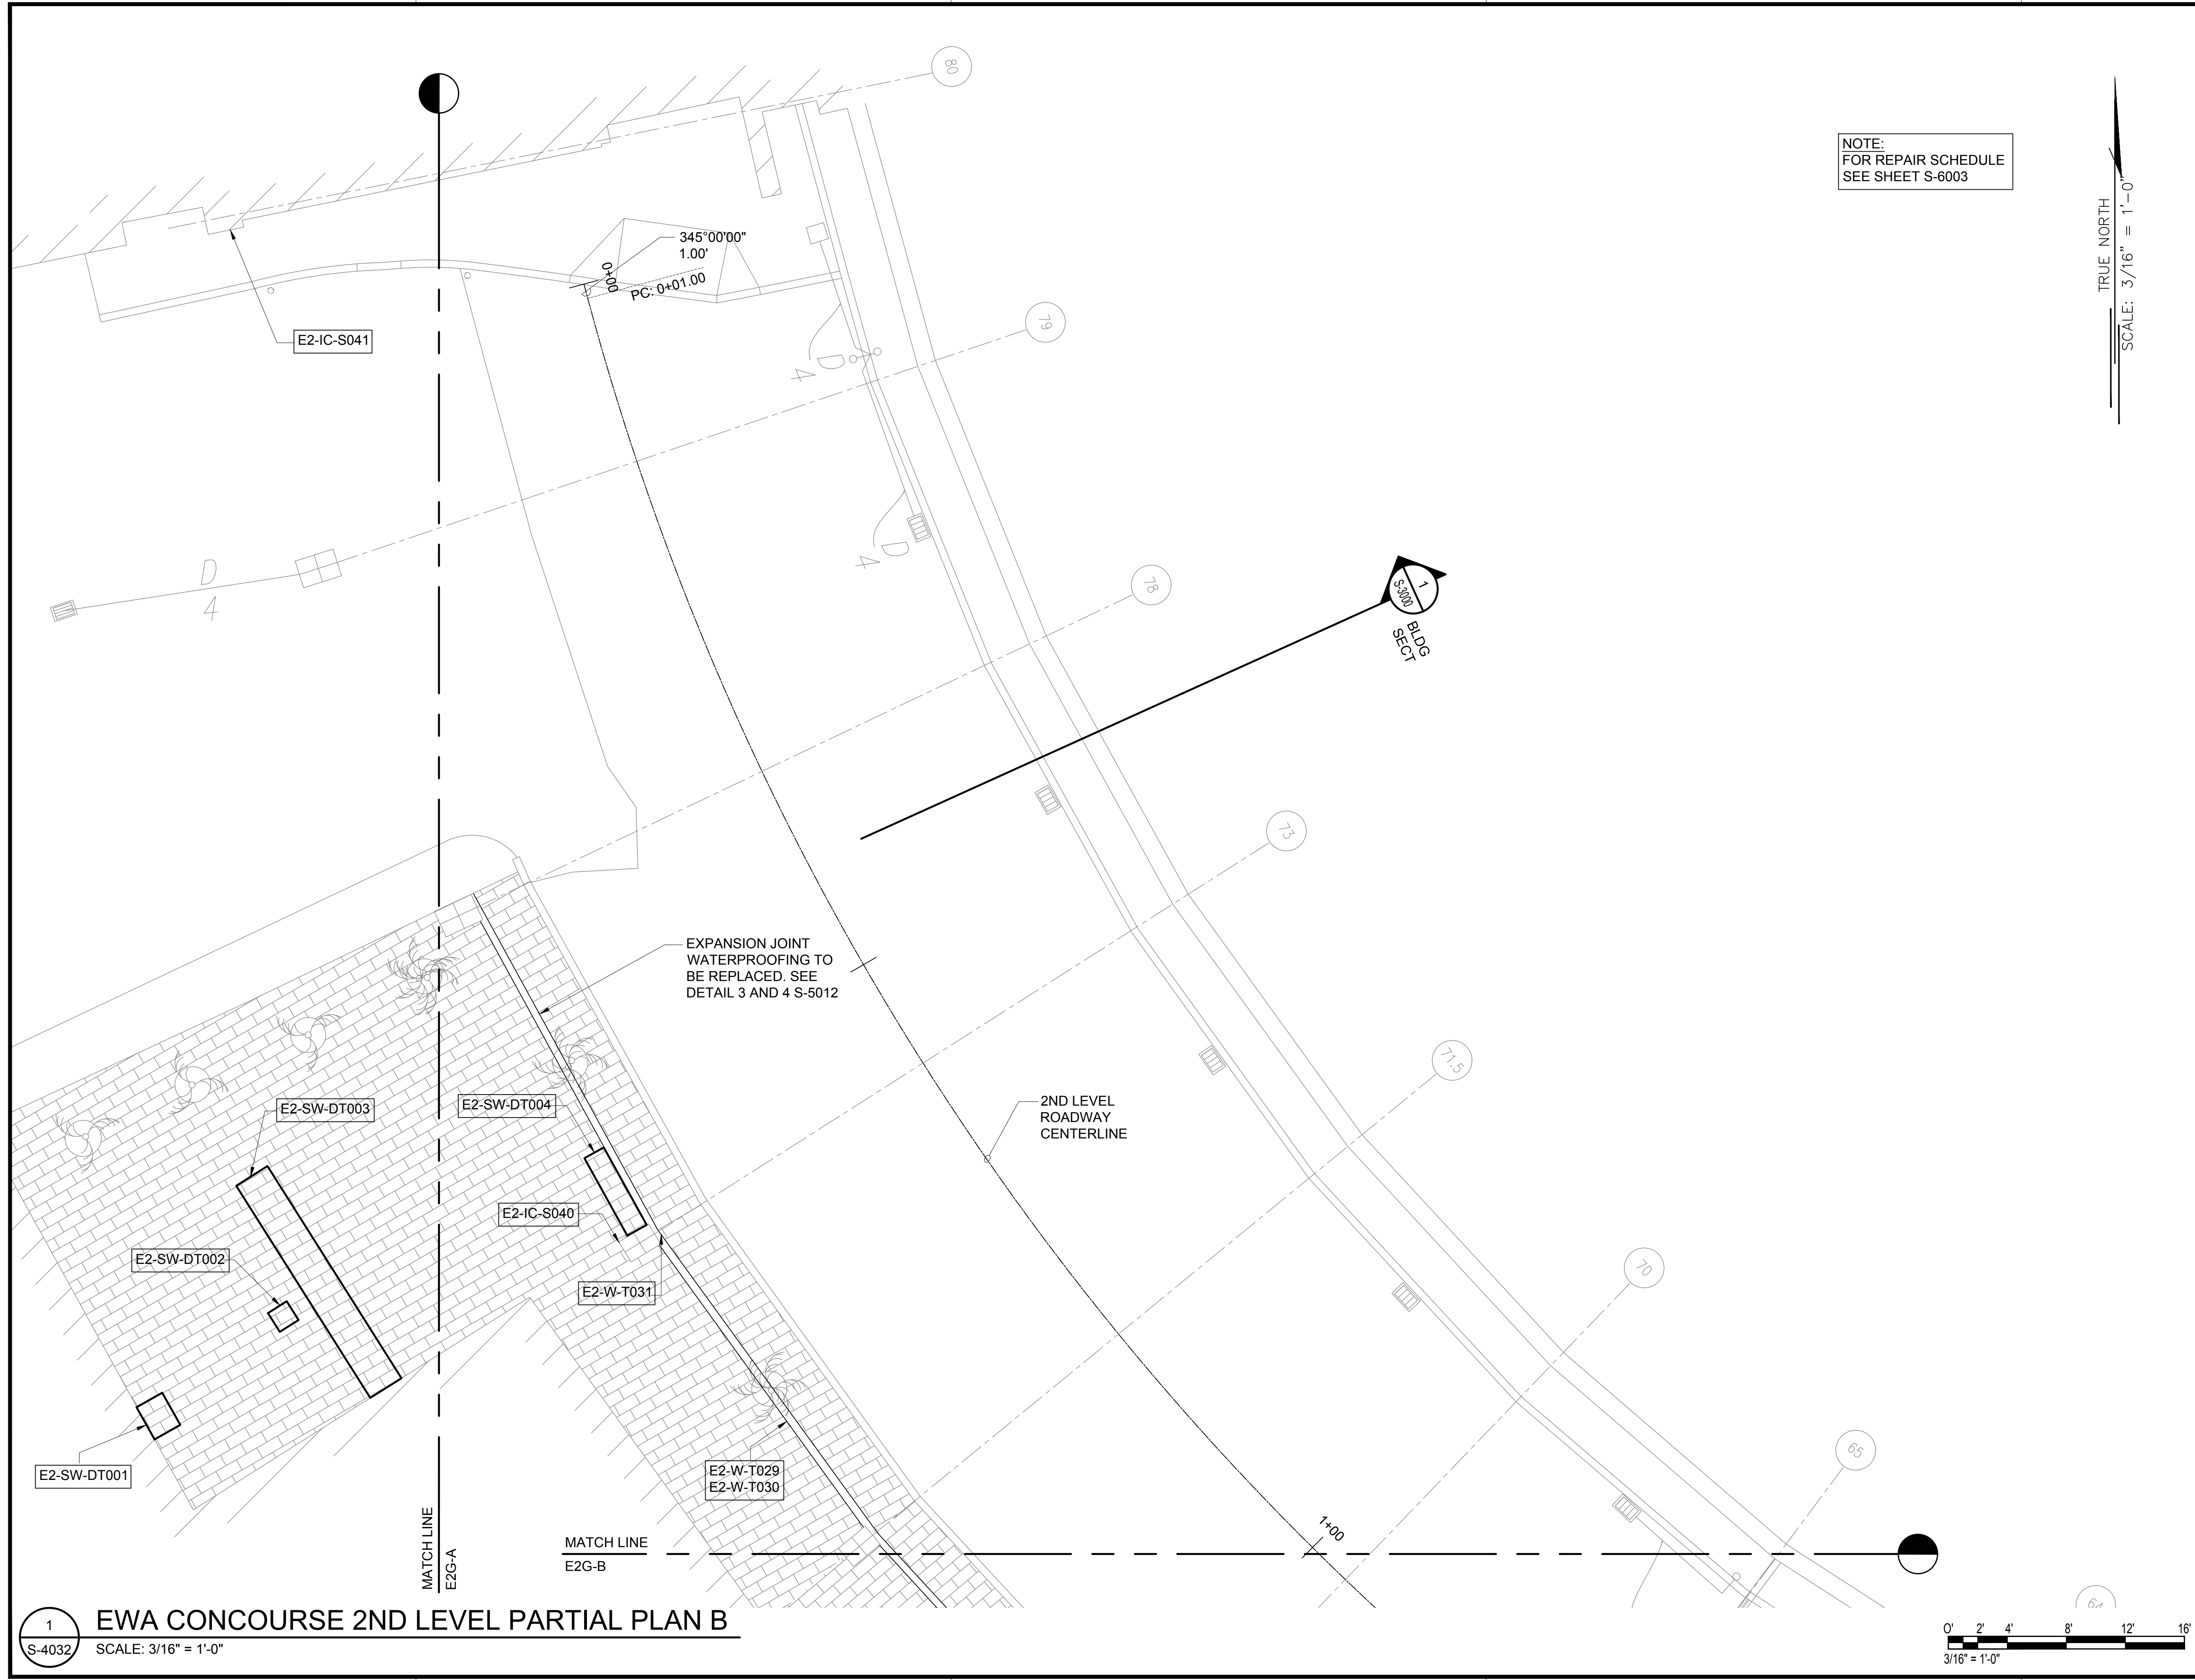 80
NOTE:
FOR REPAIR SCHEDULE
SEE SHEET S-6003
TRUE NORTH
SCALE: 3/16" = 1'-0"
345°00'00"
1.00'
0+00
PC: 0+01.00
E2-IC-S041
79
D
4
D
4
D
4
78
1
S-3000
BLDG
SECT
73
EXPANSION JOINT
WATERPROOFING TO
BE REPLACED. SEE
DETAIL 3 AND 4 S-5012
71.5
2ND LEVEL
ROADWAY
CENTERLINE
E2-SW-DT003
E2-SW-DT004
E2-IC-S040
E2-SW-DT002
E2-W-T031
70
65
E2-SW-DT001
E2-W-T029
E2-W-T030
MATCH LINE
E2G-A
MATCH LINE
E2G-B
1+00
64
1
S-4032
EWA CONCOURSE 2ND LEVEL PARTIAL PLAN B
SCALE: 3/16" = 1'-0"
0' 2' 4' 8' 12' 16'
3/16" = 1'-0"